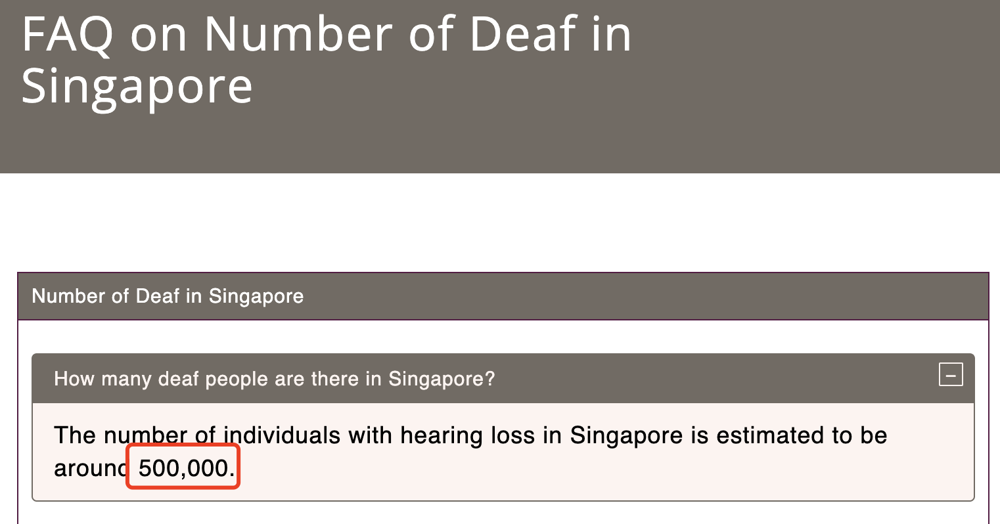 FAQ on Number of Deaf in
Singapore
Number of Deaf in Singapore
How many deaf people are there in Singapore?
The number of individuals with hearing loss in Singapore is estimated to be
around 500,000.